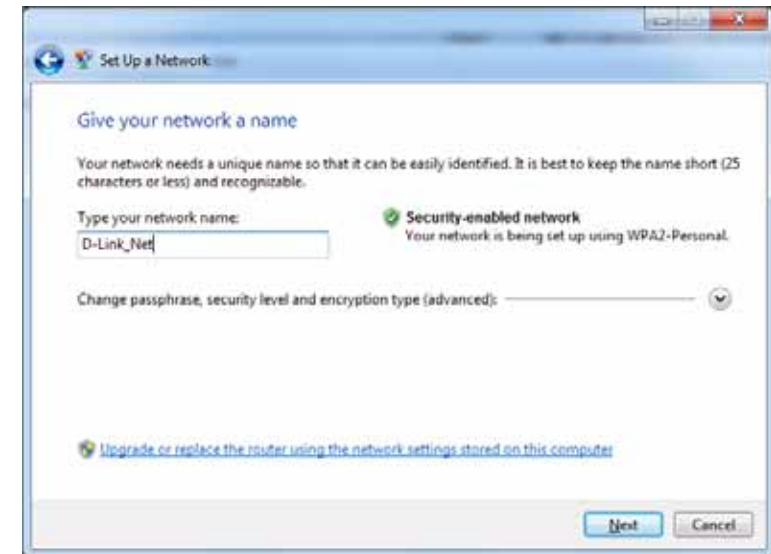 Set Up a Network
Give your network a name
Your network needs a unique name so that it can be easily identified. It is best to keep the name short (25
characters or less) and recognizable.
Type your network name:
Security-enabled network
D-Link_Net
Your network is being set up using WPA2-Personal.
Change passphrase, security level and encryption type (advanced):
Upgrade or replace the router using the network settings stored on this computer
Next
Cancel